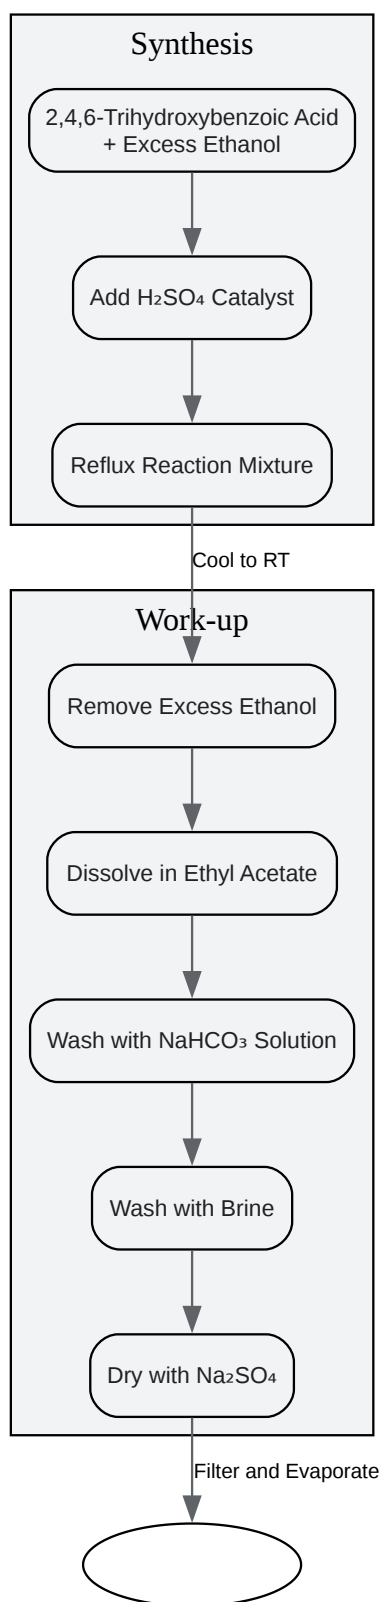 Synthesis
2,4,6-Trihydroxybenzoic Acid
+ Excess Ethanol
Add H₂SO₄ Catalyst
Reflux Reaction Mixture
Cool to RT
Work-up
Remove Excess Ethanol
Dissolve in Ethyl Acetate
Wash with NaHCO₃ Solution
Wash with Brine
Dry with Na₂SO₄
Filter and Evaporate